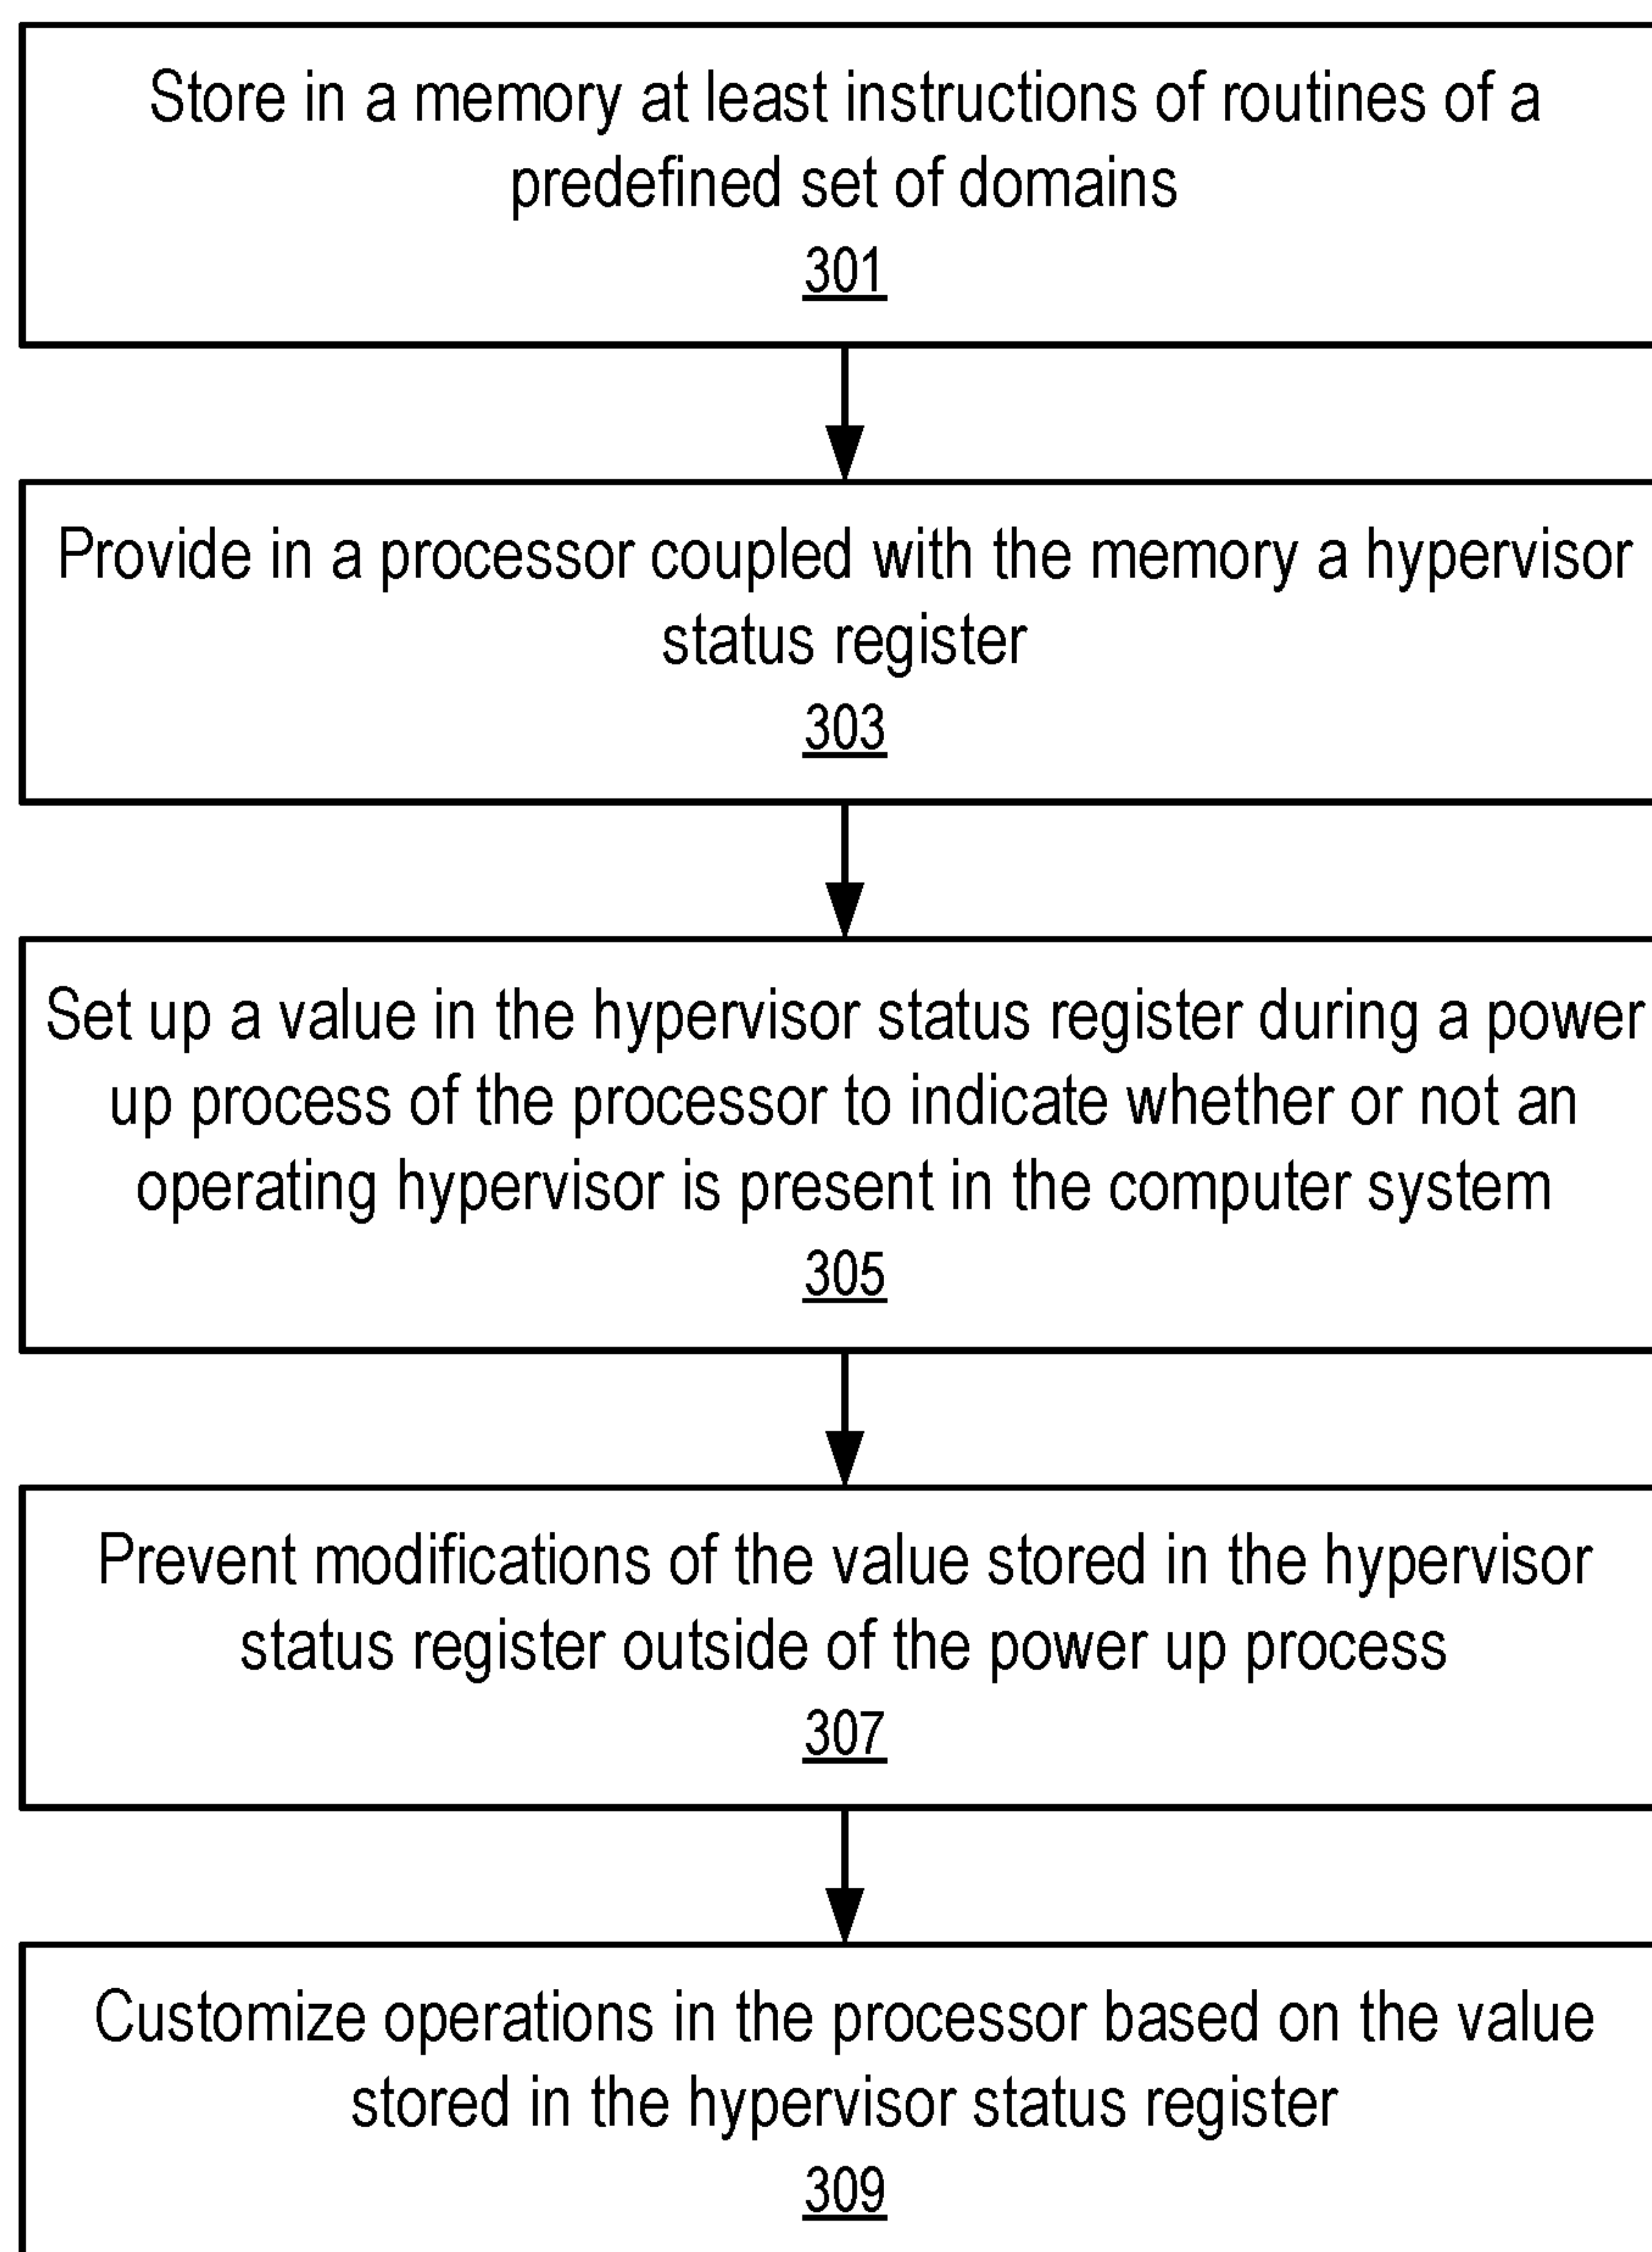 Store in a memory at least instructions of routines of a
predefined set of domains
301
Provide in a processor coupled with the memory a hypervisor
status register
303
Set up a value in the hypervisor status register during a power
up process of the processor to indicate whether or not an
operating hypervisor is present in the computer system
305
Prevent modifications of the value stored in the hypervisor
status register outside of the power up process
307
Customize operations in the processor based on the value
stored in the hypervisor status register
309